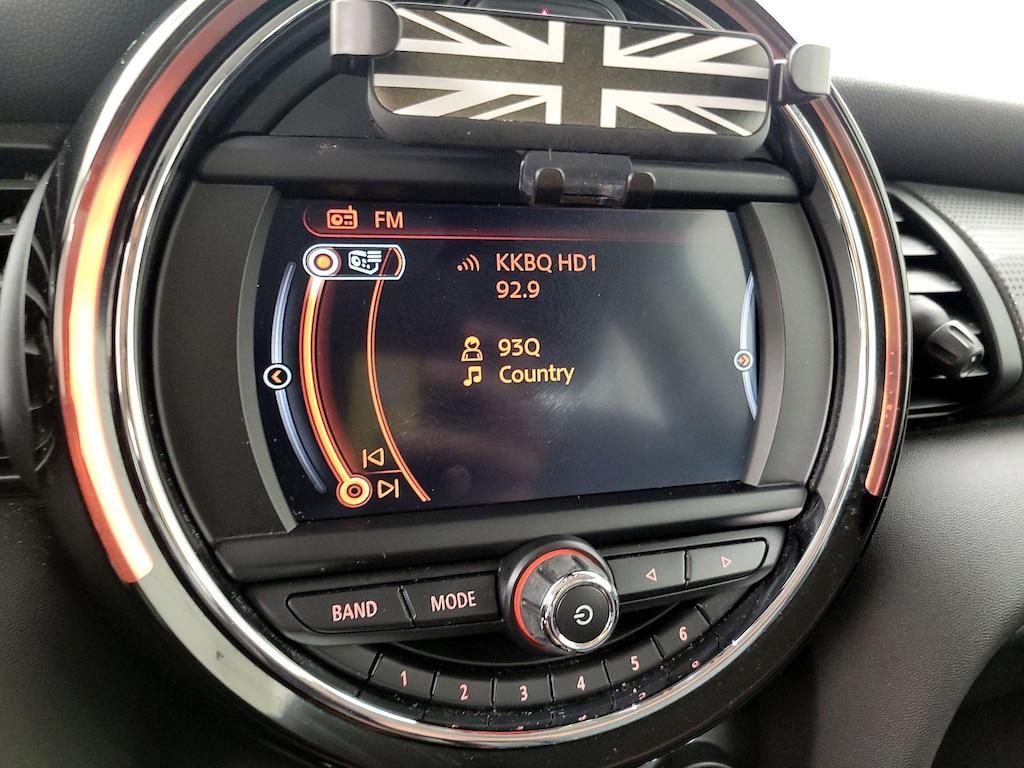 FM
KKBQ HD1
92.9
93Q
Country
BAND
MODE
1
2
3
4
5
6